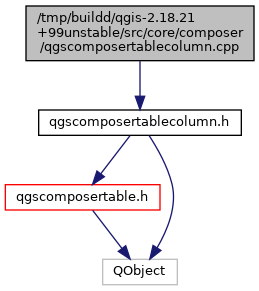 /tmp/buildd/qgis-2.18.21
+99unstable/src/core/composer
/qgscomposertablecolumn.cpp
qgscomposertablecolumn.h
qgscomposertable.h
QObject